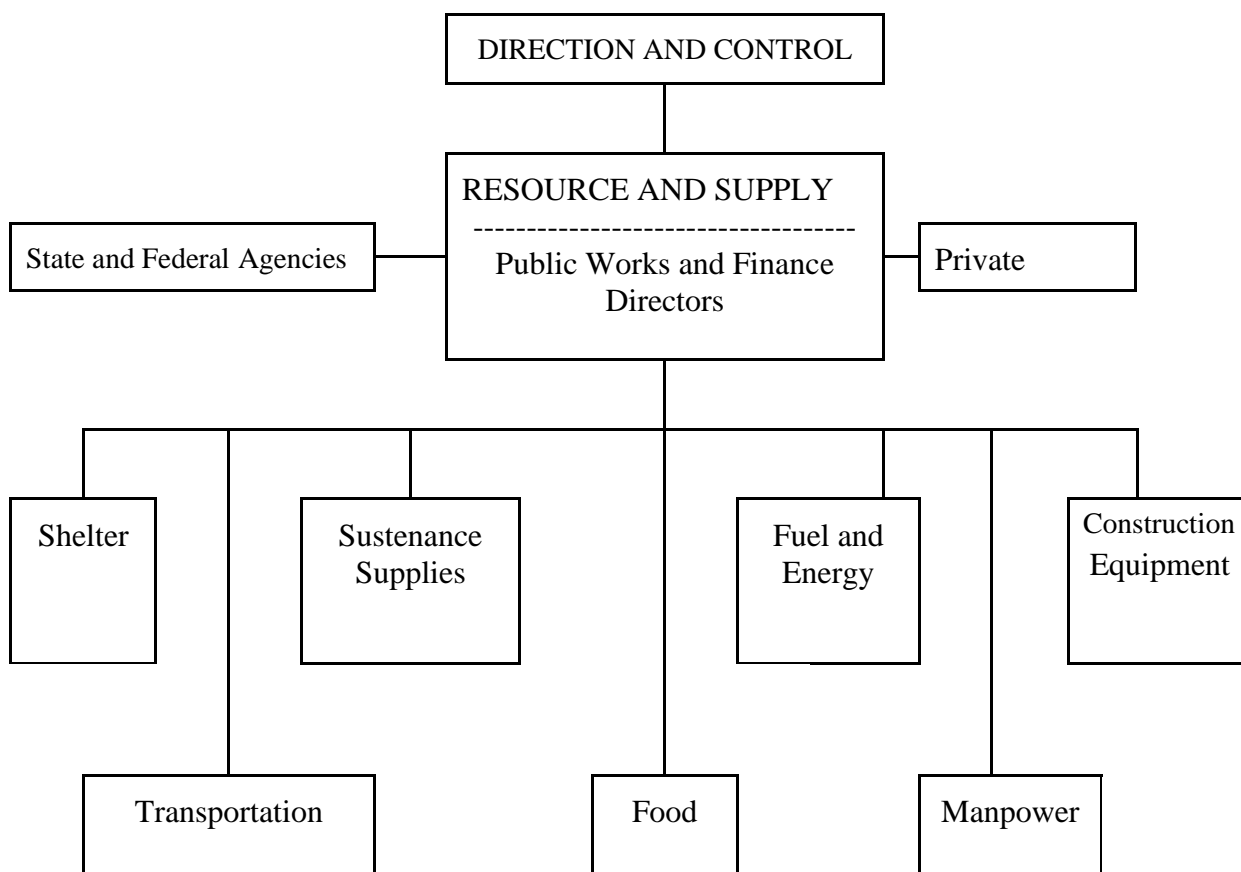 DIRECTION AND CONTROL
RESOURCE AND SUPPLY
------------------------------------
Public Works and Finance
Directors
State and Federal Agencies
Private
Shelter
Sustenance
Supplies
Fuel and
Energy
Construction
Equipment
Transportation
Food
Manpower